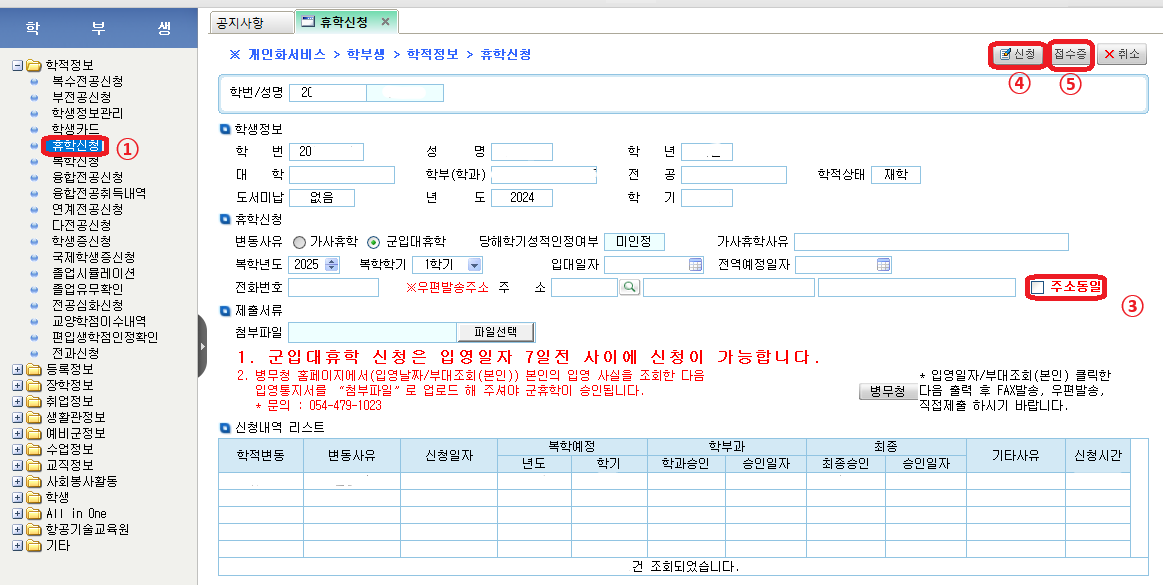 학 부 생
공지사항
휴학신청
※ 개인화서비스 > 학부생 > 학적정보 > 휴학신청
신청
접수증
취소
④
⑤
학적정보
복수전공신청
부전공신청
학생정보관리
학생카드
휴학신청
①
복학신청
융합전공신청
융합전공취득내역
연계전공신청
다전공신청
학생증신청
국제학생증신청
졸업시뮬레이션
졸업유무확인
전공심화신청
교양학점이수내역
편입생학점인정확인
전과신청
등록정보
장학정보
취업정보
생활관정보
예비군정보
수업정보
교직정보
사회봉사활동
학생
All in One
항공기술교육원
기타
학번/성명 20
학생정보
학 번 20 성 명 학 년
대 학 학부(학과) 전 공 학적상태 재학
도서미납 없음 년 도 2024 학 기
휴학신청
변동사유 가사휴학 군입대휴학 당해학기성적인정여부 미인정 가사휴학사유
복학년도 2025 복학학기 1학기 입대일자 전역예정일자
전화번호 ※우편발송주소 주 소 주소동일
③
제출서류
첨부파일 파일선택
1. 군입대휴학 신청은 입영일자 7일전 사이에 신청이 가능합니다.
2. 병무청 홈페이지에서(입영날짜/부대조회(본인)) 본인의 입영 사실을 조회한 다음
입영통지서를 “첨부파일”로 업로드 해 주셔야 군휴학이 승인됩니다.
* 문의 : 054-479-1023
병무청
* 입영일자/부대조회(본인) 클릭한
다음 출력 후 FAX발송, 우편발송,
직접제출 하시기 바랍니다.
신청내역 리스트
학적변동 변동사유 신청일자 복학예정 학부과 최종 기타사유 신청시간
년도 학기 학과승인 승인일자 최종승인 승인일자
건 조회되었습니다.